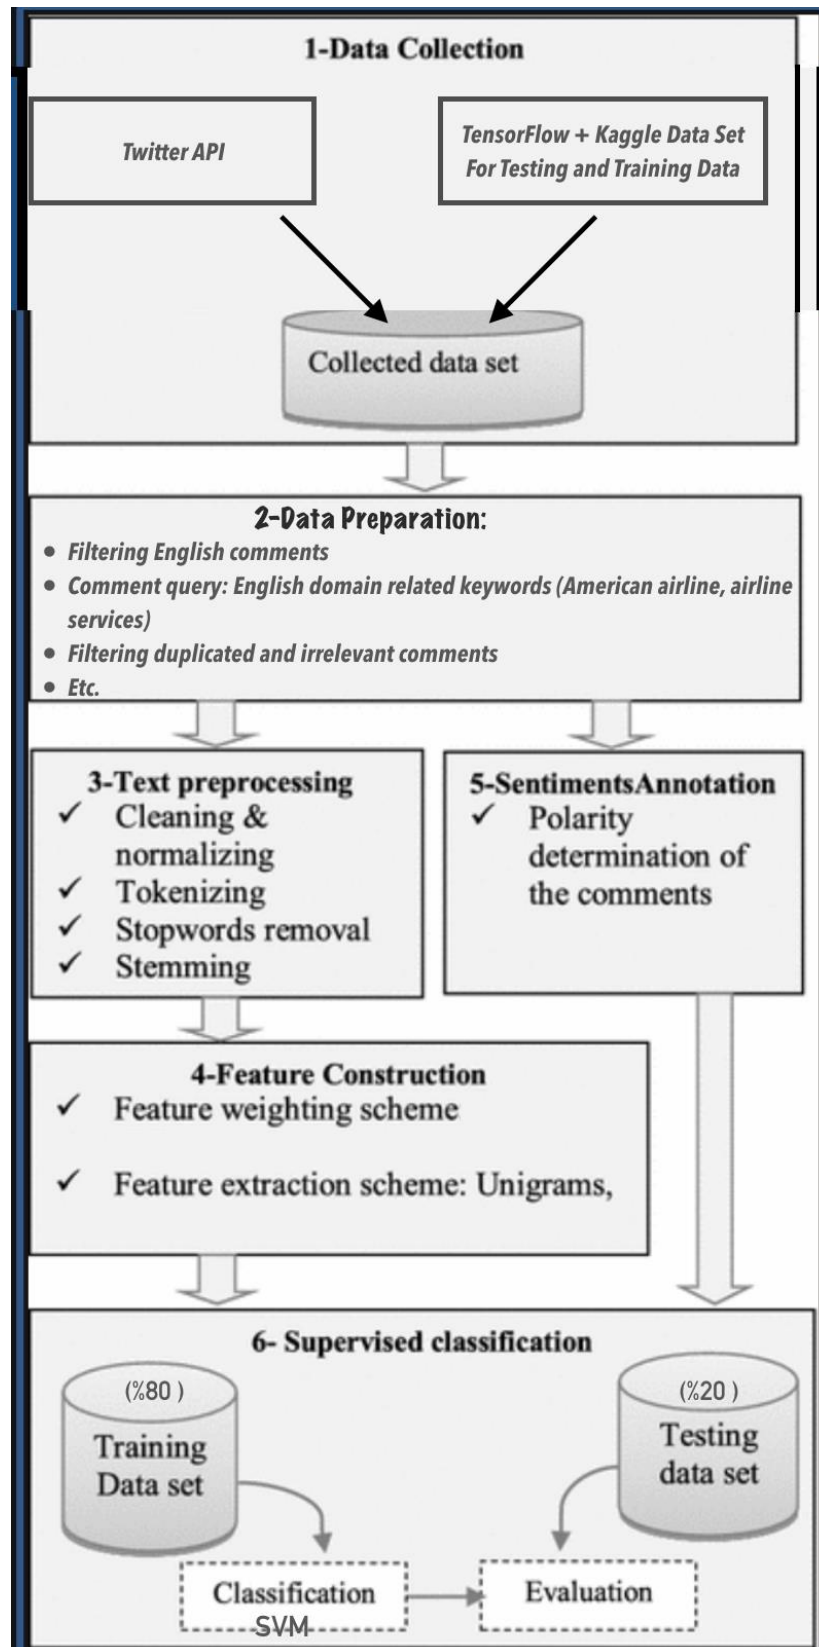 1-Data Collection
Twitter API
TensorFlow + Kaggle Data Set
For Testing and Training Data
Collected data set
2-Data Preparation:
• Filtering English comments
• Comment query: English domain related keywords (American airline, airline
services)
• Filtering duplicated and irrelevant comments
• Etc.
3-Text preprocessing
✓ Cleaning &
normalizing
✓ Tokenizing
✓ Stopwords removal
✓ Stemming
5-SentimentsAnnotation
✓ Polarity
determination of
the comments
4-Feature Construction
✓ Feature weighting scheme
✓ Feature extraction scheme: Unigrams,
6- Supervised classification
(%80 )
Training
Data set
(%20 )
Testing
data set
Classification
SVM
Evaluation